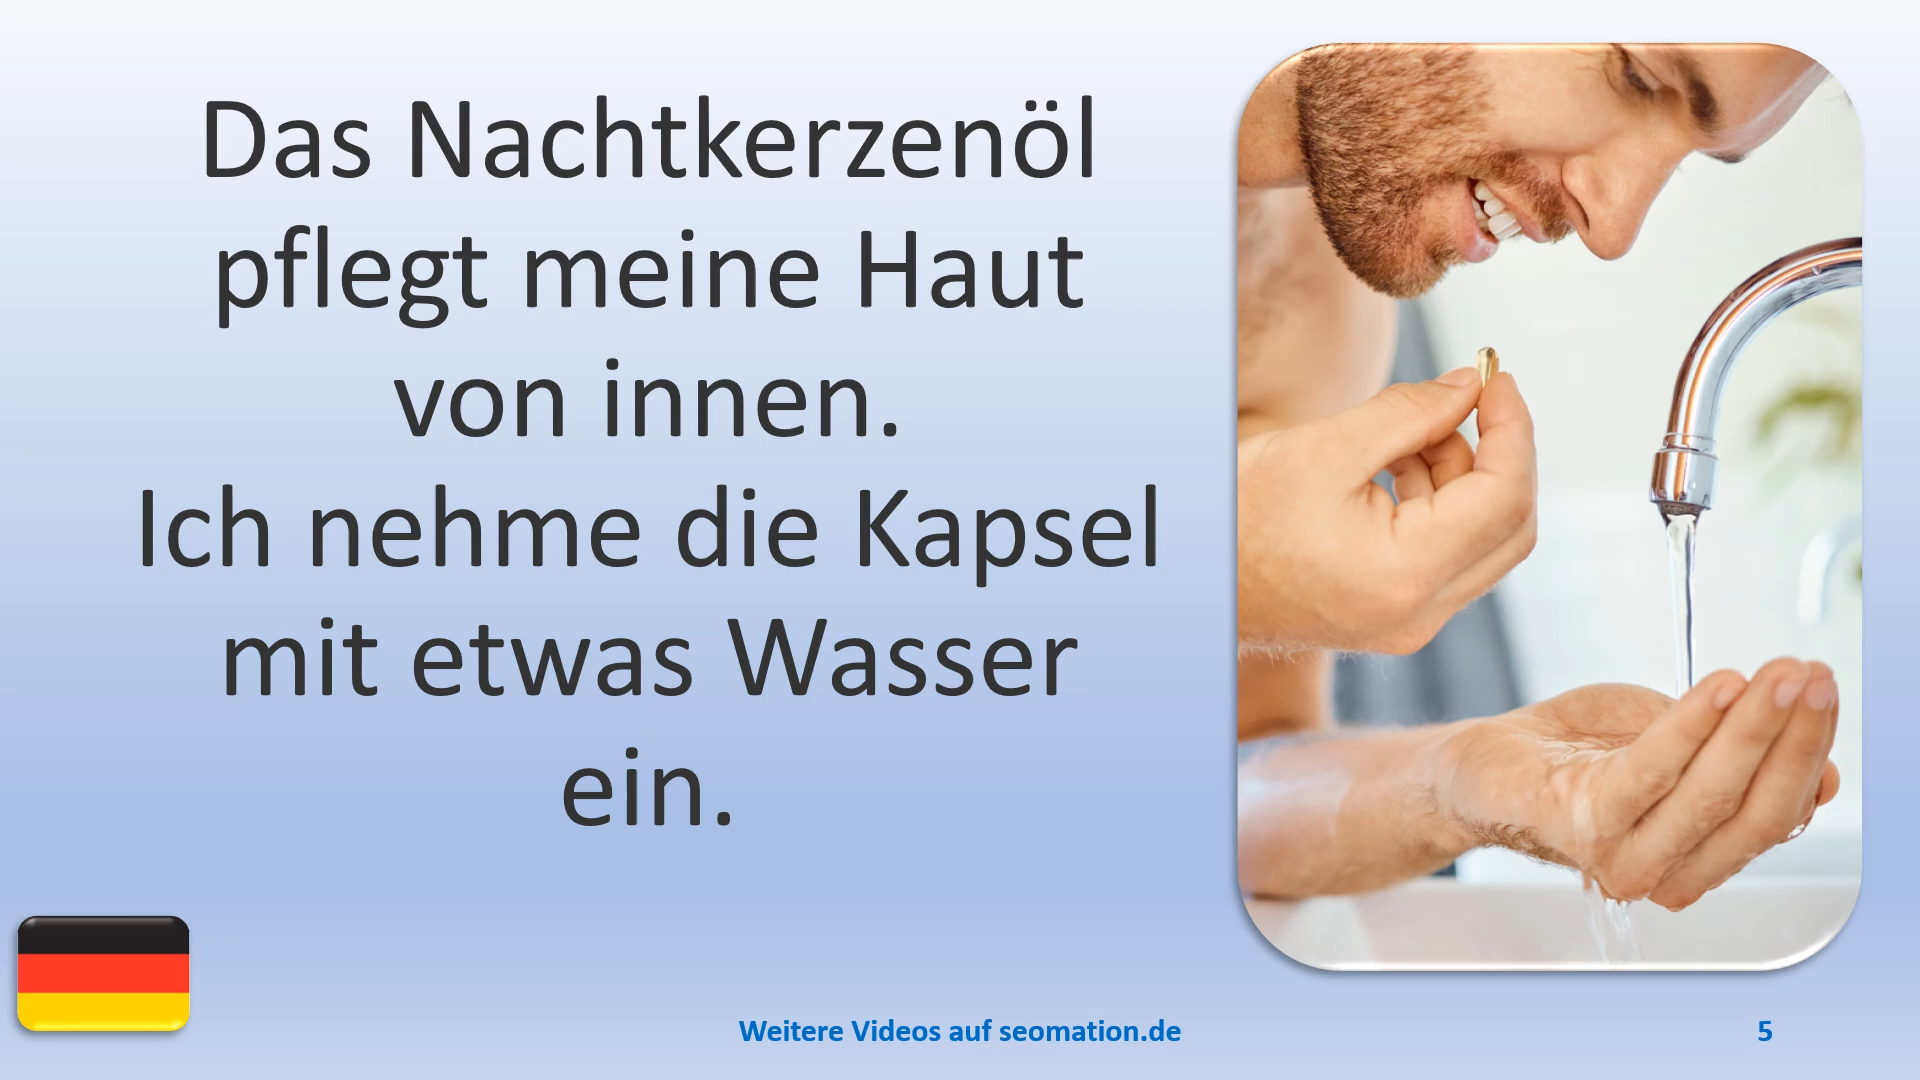 Das Nachtkerzenöl
pflegt meine Haut
von innen.
Ich nehme die Kapsel
mit etwas Wasser
ein.
Weitere Videos auf seomation.de
5